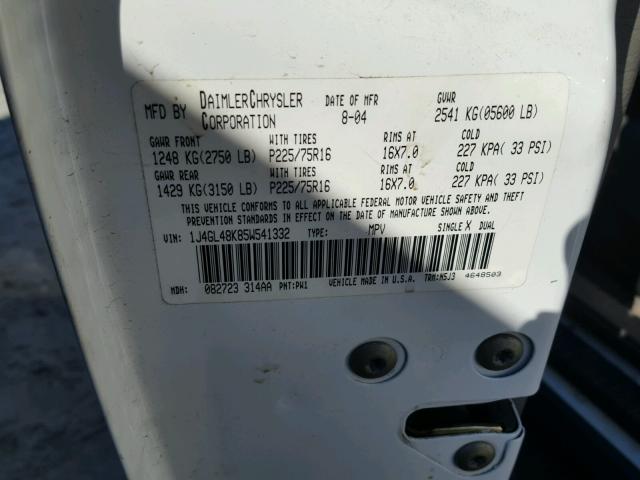 MFD BY DAIMLERCHRYSLER CORPORATION DATE OF MFR 8-04 GVWR 2541 KG(05600 LB)
GAWR FRONT WITH TIRES RIMS AT COLD
1248 KG(2750 LB) P225/75R16 16X7.0 227 KPA( 33 PSI)
GAWR REAR WITH TIRES RIMS AT COLD
1429 KG(3150 LB) P225/75R16 16X7.0 227 KPA( 33 PSI)
THIS VEHICLE CONFORMS TO ALL APPLICABLE FEDERAL MOTOR VEHICLE SAFETY AND THEFT
PREVENTION STANDARDS IN EFFECT ON THE DATE OF MANUFACTURE SHOWN ABOVE.
VIN: 1J4GL48K85W541332 TYPE: MPV SINGLE X DUAL
MDH: 082723 314AA PNT:PW1 VEHICLE MADE IN U.S.A. TRM:N5J3 4648503